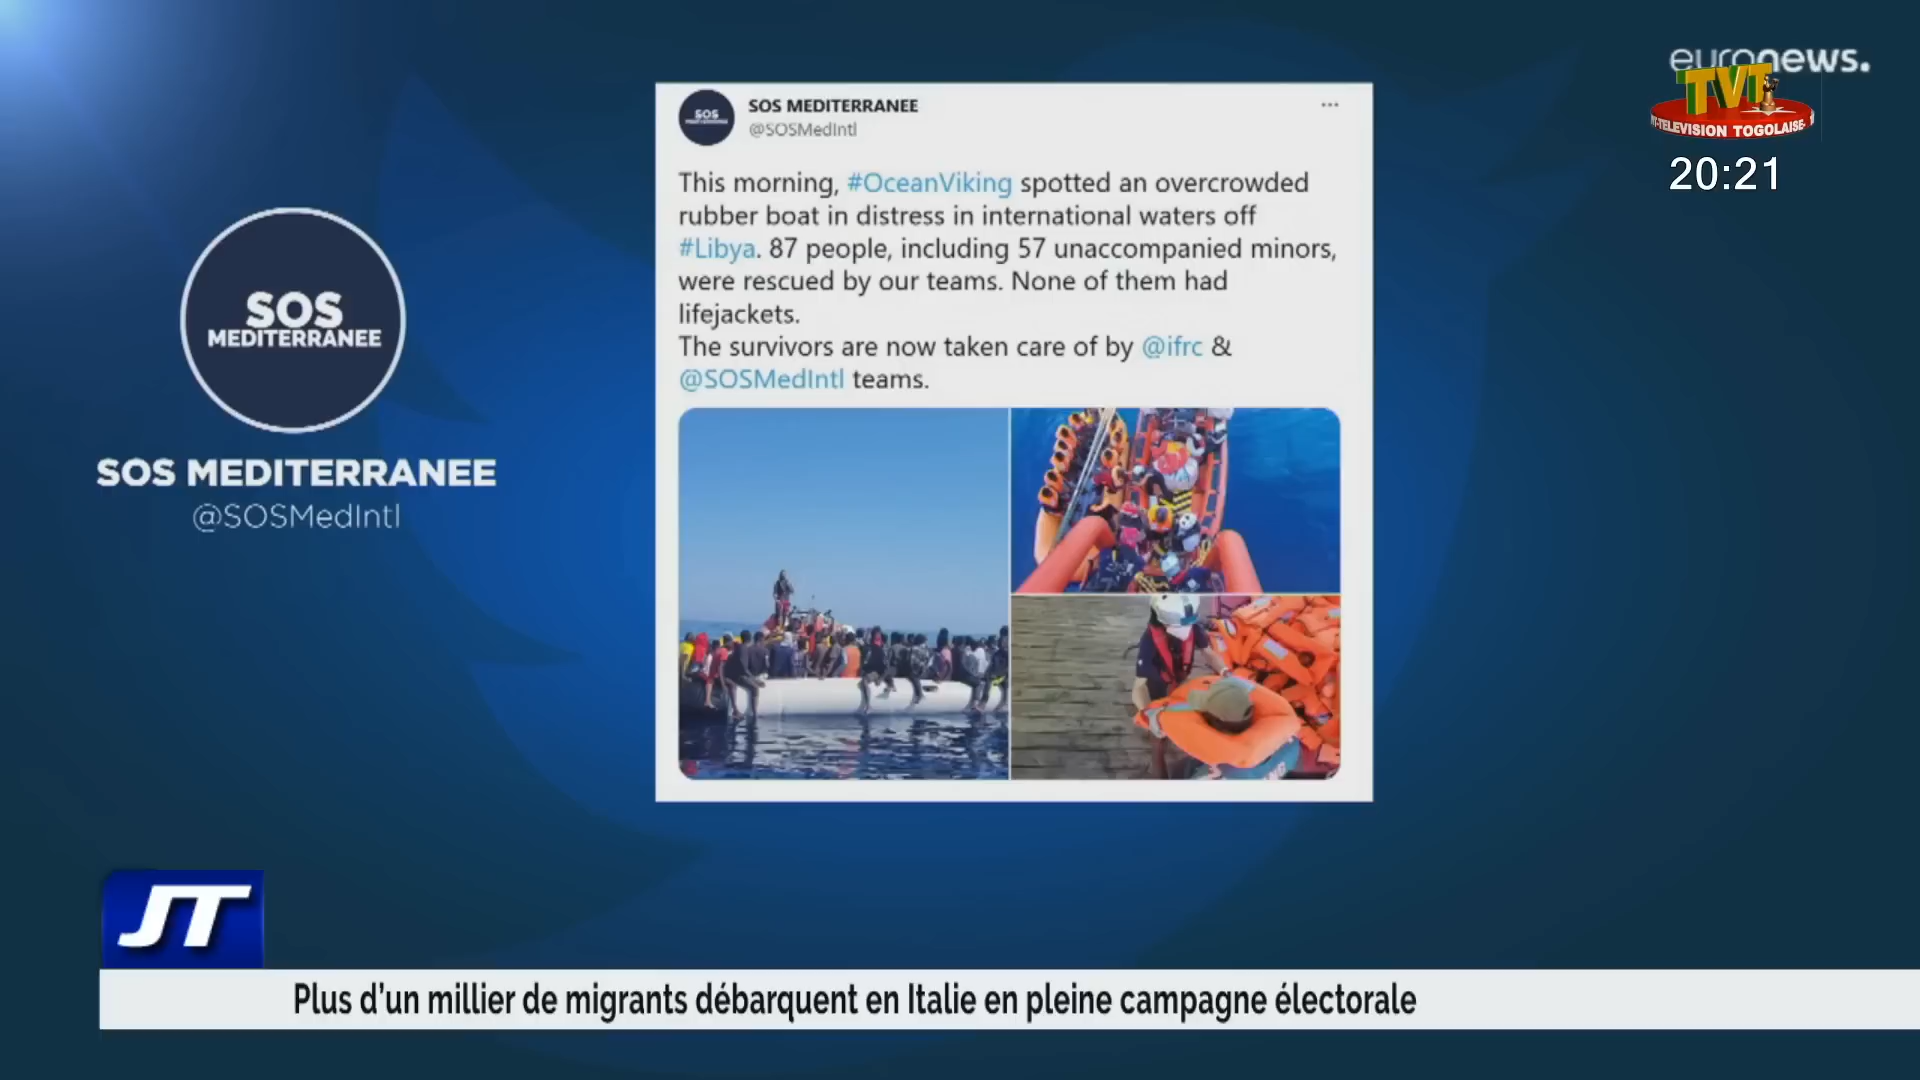 euronews.
TVT
TELEVISION TOGOLAISE
20:21
SOS
SOS MEDITERRANEE
@SOSMedIntl
...
This morning, #OceanViking spotted an overcrowded
rubber boat in distress in international waters off
#Libya. 87 people, including 57 unaccompanied minors,
were rescued by our teams. None of them had
lifejackets.
The survivors are now taken care of by @ifrc &
@SOSMedIntl teams.
SOS
MEDITERRANEE
SOS MEDITERRANEE
@SOSMedIntl
JT
Plus d'un millier de migrants débarquent en Italie en pleine campagne électorale